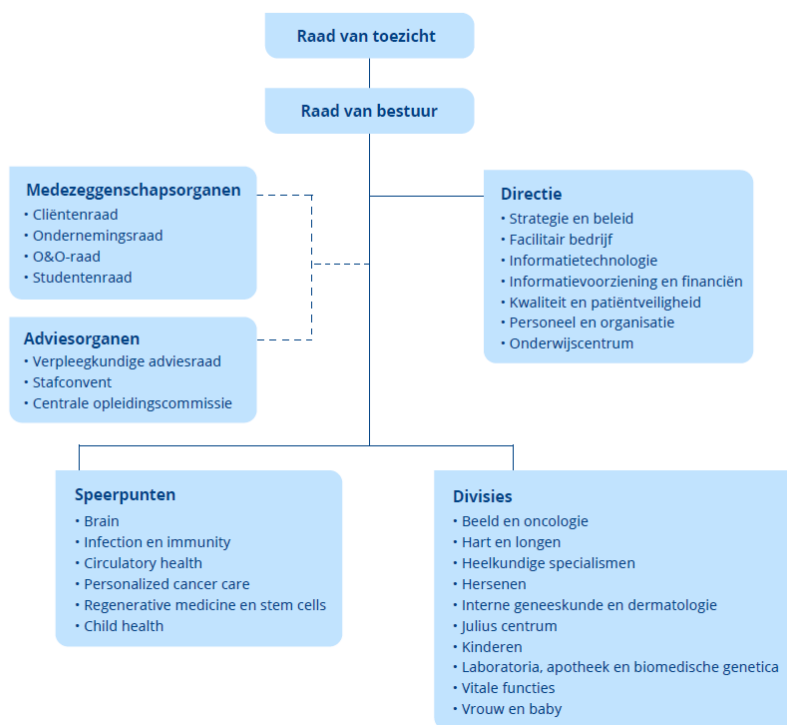 Raad van toezicht
Raad van bestuur
Medezeggenschapsorganen
• Cliëntenraad
• Ondernemingsraad
• O&O-raad
• Studentenraad
Adviesorganen
• Verpleegkundige adviesraad
• Stafconvent
• Centrale opleidingscommissie
Directie
• Strategie en beleid
• Facilitair bedrijf
• Informatietechnologie
• Informatievoorziening en financiën
• Kwaliteit en patiëntveiligheid
• Personeel en organisatie
• Onderwijscentrum
Speerpunten
• Brain
• Infection en immunity
• Circulatory health
• Personalized cancer care
• Regenerative medicine en stem cells
• Child health
Divisies
• Beeld en oncologie
• Hart en longen
• Heelkundige specialismen
• Hersenen
• Interne geneeskunde en dermatologie
• Julius centrum
• Kinderen
• Laboratoria, apotheek en biomedische genetica
• Vitale functies
• Vrouw en baby